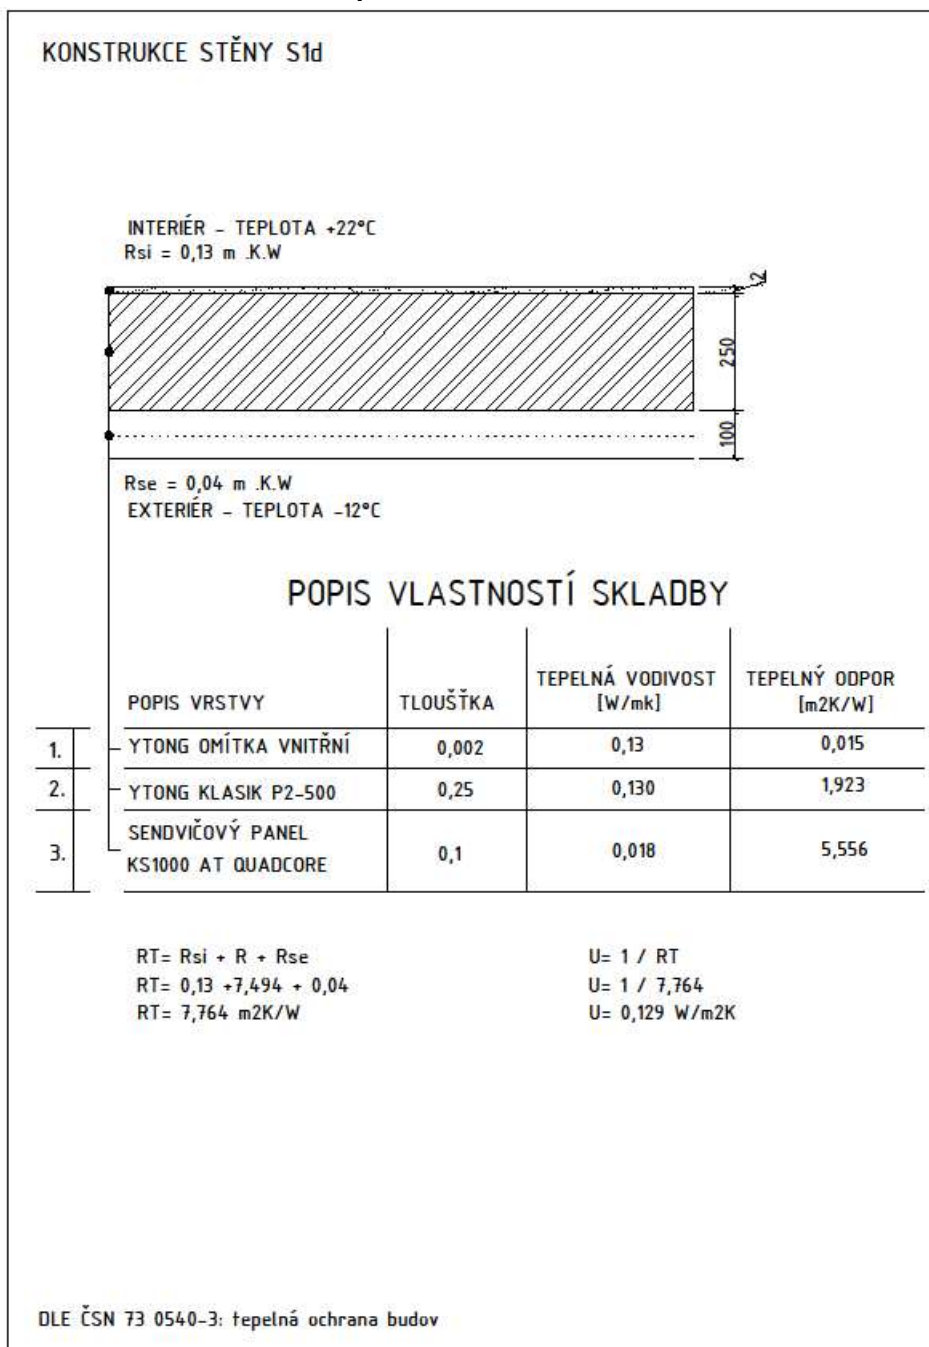 KONSTRUKCE STĚNY S1d
INTERIÉR - TEPLOTA +22°C
Rsi = 0,13 m .K.W
2
250
100
Rse = 0,04 m .K.W
EXTERIÉR - TEPLOTA -12°C
POPIS VLASTNOSTÍ SKLADBY
POPIS VRSTVY TLOUŠŤKA TEPELNÁ VODIVOST [W/mk] TEPELNÝ ODPOR [m2K/W]
1. YTONG OMÍTKA VNITŘNÍ 0,002 0,13 0,015
2. YTONG KLASIK P2-500 0,25 0,130 1,923
3. SENDVIČOVÝ PANEL KS1000 AT QUADCORE 0,1 0,018 5,556
RT= Rsi + R + Rse U= 1 / RT
RT= 0,13 +7,494 + 0,04 U= 1 / 7,764
RT= 7,764 m2K/W U= 0,129 W/m2K
DLE ČSN 73 0540-3: tepelná ochrana budov